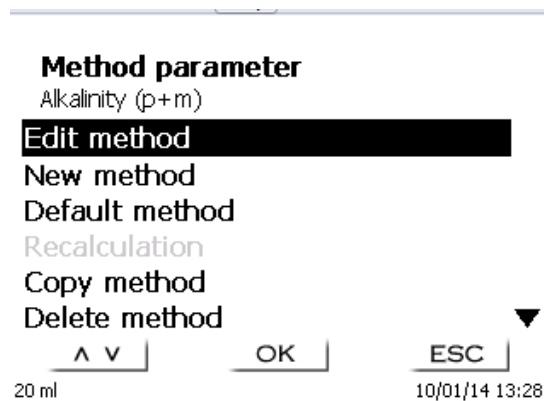 Method parameter
Alkalinity (p+m)
Edit method
New method
Default method
Recalculation
Copy method
Delete method
∧ ∨ OK ESC
20 ml 10/01/14 13:28